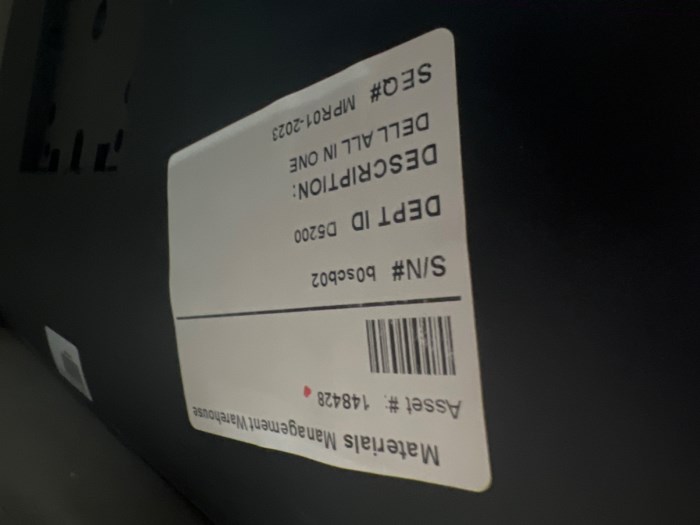 Materials Management Warehouse
Asset #: 148428
S/N# b0scb02
DEPT ID D5200
DESCRIPTION:
DELL ALL IN ONE
SEQ# MPR01-2023